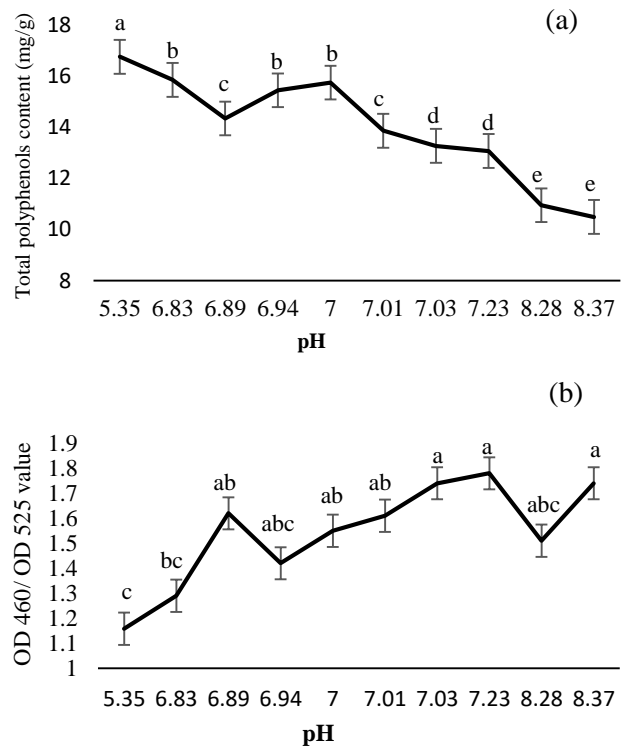 (a)
Total polyphenols content (mg/g)
18
16
14
12
10
8
a
b
c
b
b
c
d
d
e
e
5.35 6.83 6.89 6.94 7 7.01 7.03 7.23 8.28 8.37
pH
(b)
OD 460/ OD 525 value
1.9
1.8
1.7
1.6
1.5
1.4
1.3
1.2
1.1
1
c
bc
ab
abc
ab
ab
a
a
abc
a
5.35 6.83 6.89 6.94 7 7.01 7.03 7.23 8.28 8.37
pH